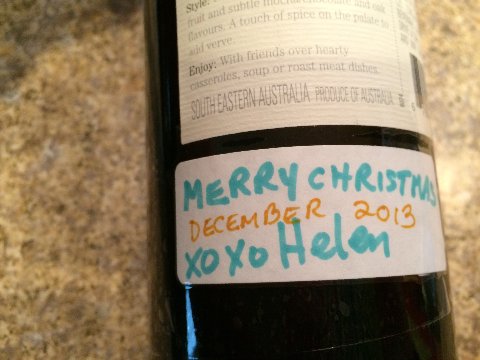 Style:
fruit and subtle mocha/chocolate and oak
flavours. A touch of spice on the palate to
add verve.
Enjoy: With friends over hearty
casseroles, soup or roast meat dishes.
SOUTH EASTERN AUSTRALIA PRODUCE OF AUSTRALIA
MERRY CHRISTMAS
DECEMBER 2013
XOXO Helen